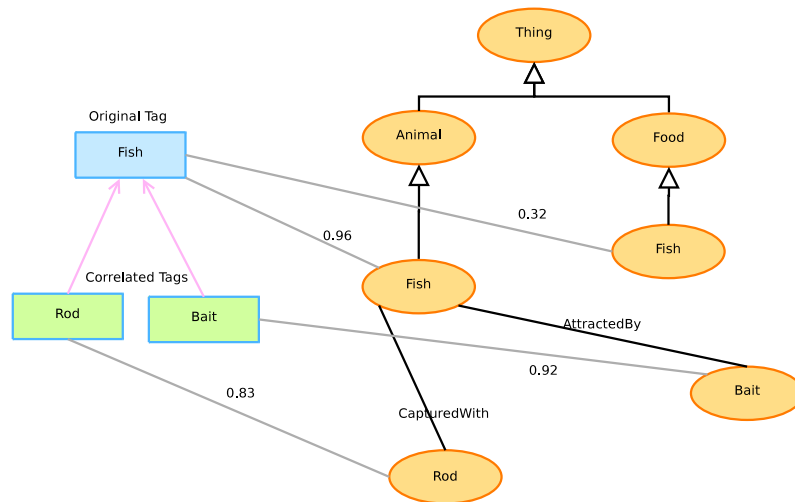 Thing
Original Tag
Animal
Food
Fish
0.32
0.96
Fish
Correlated Tags
Fish
Rod
Bait
AttractedBy
0.92
0.83
Bait
CapturedWith
Rod